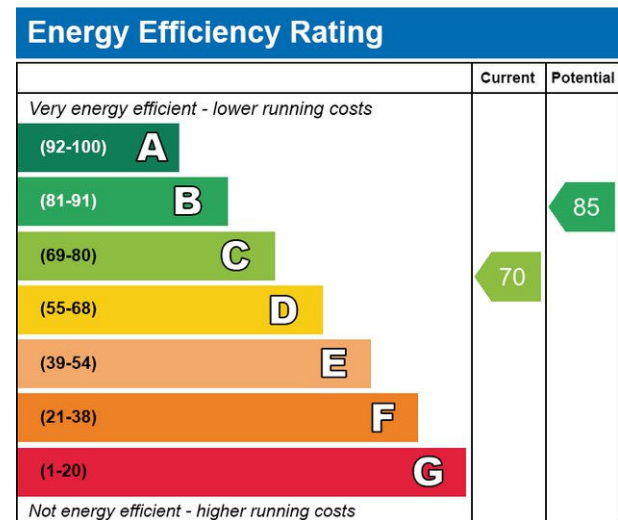 Energy Efficiency Rating
Current Potential
Very energy efficient - lower running costs
(92-100) A
(81-91) B
85
(69-80) C
70
(55-68) D
(39-54) E
(21-38) F
(1-20) G
Not energy efficient - higher running costs